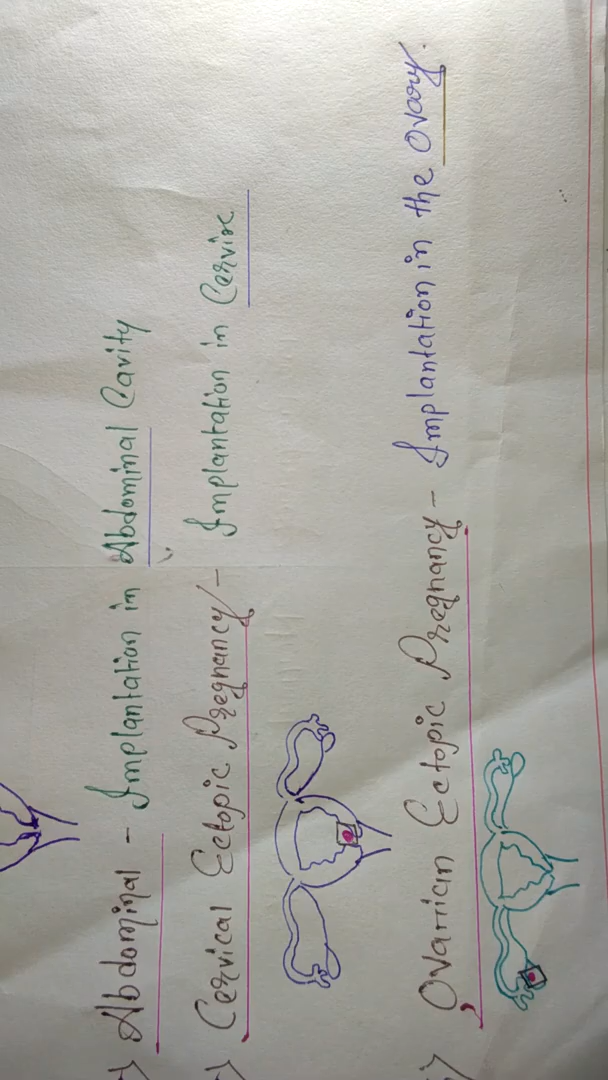 Abdominal - Implantation in Abdominal Cavity
Cervical Ectopic Pregnancy - Implantation in Cervix
Ovarian Ectopic Pregnancy - Implantation in the Ovary.